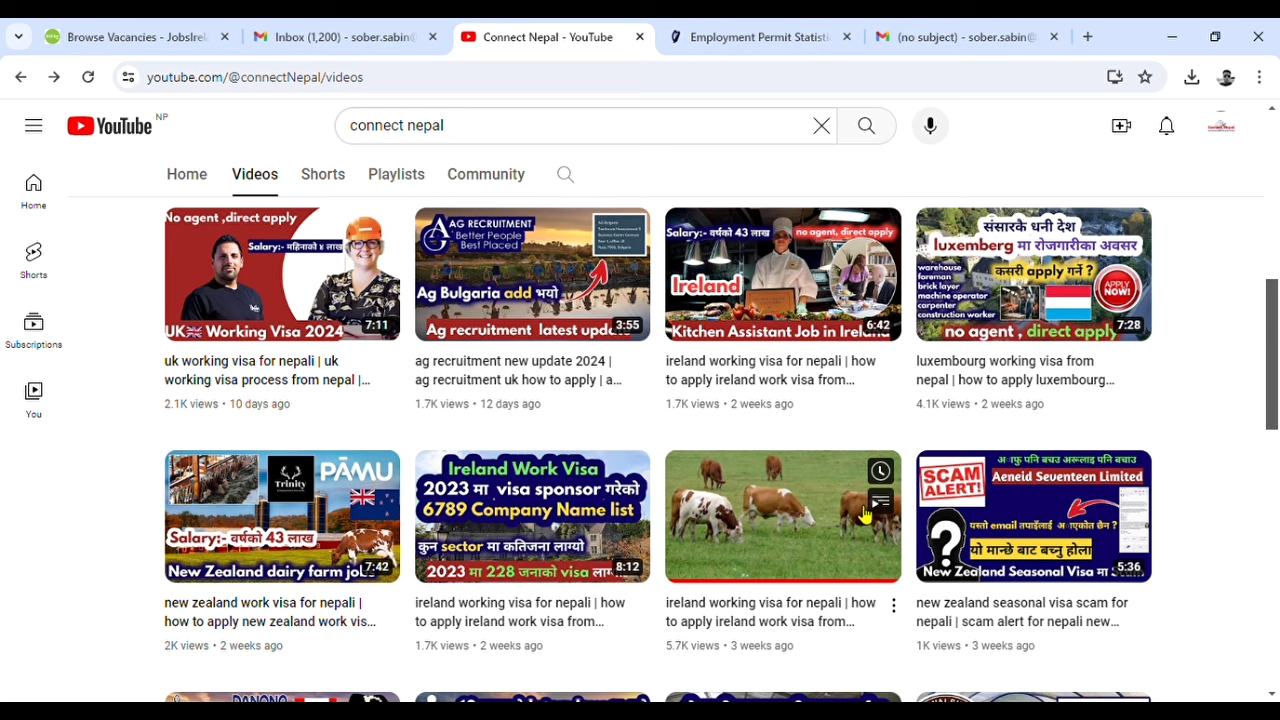 Browse Vacancies - JobsIrel
Inbox (1,200) - sober.sabin@
Connect Nepal - YouTube
Employment Permit Statisti
(no subject) - sober.sabin@
youtube.com/@connectNepal/videos
YouTube NP
connect nepal
Home
Videos
Shorts
Playlists
Community
Home
Shorts
Subscriptions
You
No agent ,direct apply
Salary:- महिनाको ४ लाख
UK Working Visa 2024
7:11
uk working visa for nepali | uk
working visa process from nepal |...
2.1K views • 10 days ago
AG RECRUITMENT
Better People
Best Placed
Ag Bulgaria add भयो
Ag recruitment latest upd
3:55
ag recruitment new update 2024 |
ag recruitment uk how to apply | a...
1.7K views • 12 days ago
Salary:- वर्षको 43 लाख
no agent, direct apply
Ireland
Kitchen Assistant Job in Irela
6:42
ireland working visa for nepali | how
to apply ireland work visa from...
1.7K views • 2 weeks ago
संसारकै धनी देश
luxemberg मा रोजगारीका अवसर
warehouse
foreman
brick layer
machine operator
carpenter
construction worker
कसरी apply गर्ने ?
APPLY
NOW!
no agent , direct apply
7:28
luxembourg working visa from
nepal | how to apply luxembourg...
4.1K views • 2 weeks ago
Trinity
PĀMU
Salary:- वर्षको 43 लाख
New Zealand dairy farm job
7:42
new zealand work visa for nepali |
how to apply new zealand work vis...
2K views • 2 weeks ago
Ireland Work Visa
2023 मा visa sponsor गरेको
6789 Company Name list
कुन sector मा कतिजना लाग्यो
2023 मा 228 जनाको visa
8:12
ireland working visa for nepali | how
to apply ireland work visa from...
1.7K views • 2 weeks ago
ireland working visa for nepali | how
to apply ireland work visa from...
5.7K views • 3 weeks ago
आफु पनि बचउ अरूलाइ पनि बचाउ
SCAM
ALERT!
Aeneid Seventeen Limited
यस्तो email तपाईंलाई आएकोत छैन ?
यो मान्छे बाट बच्नु होला
New Zealand Seasonal Visa मा
5:36
new zealand seasonal visa scam for
nepali | scam alert for nepali new...
1K views • 3 weeks ago